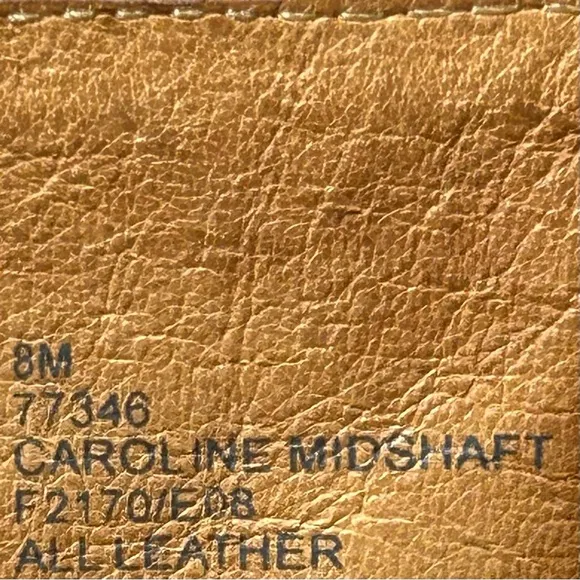 8M
77346
CAROLINE MIDSHAFT
F2170/E08
ALL LEATHER